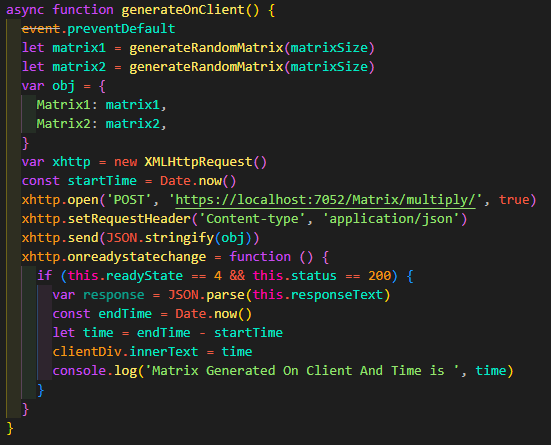 async function generateOnClient() {
event.preventDefault
let matrix1 = generateRandomMatrix(matrixSize)
let matrix2 = generateRandomMatrix(matrixSize)
var obj = {
Matrix1: matrix1,
Matrix2: matrix2,
}
var xhttp = new XMLHttpRequest()
const startTime = Date.now()
xhttp.open('POST', 'https://localhost:7052/Matrix/multiply/', true)
xhttp.setRequestHeader('Content-type', 'application/json')
xhttp.send(JSON.stringify(obj))
xhttp.onreadystatechange = function () {
if (this.readyState == 4 && this.status == 200) {
var response = JSON.parse(this.responseText)
const endTime = Date.now()
let time = endTime - startTime
clientDiv.innerText = time
console.log('Matrix Generated On Client And Time is ', time)
}
}
}